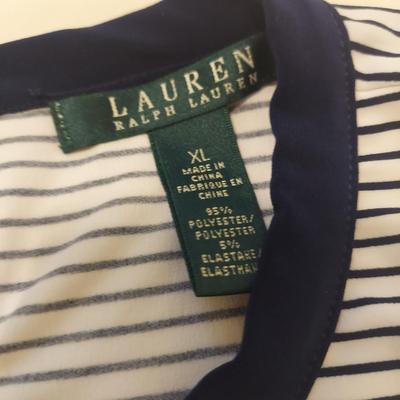 LAUREN
RALPH LAUREN
XL
MADE IN
CHINA
FABRIQUE EN
CHINE
95%
POLYESTER/
POLYESTER
5%
ELASTANE/
ELASTHAN